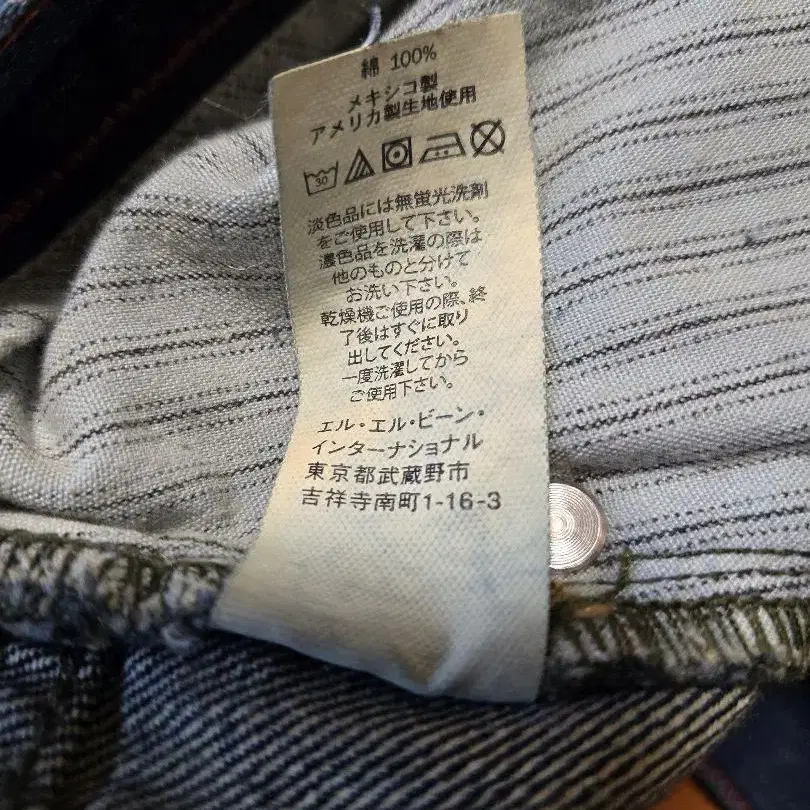 綿 100%
メキシコ製
アメリカ製生地使用
30
淡色品には無蛍光洗剤
をご使用して下さい。
濃色品を洗濯の際は
他のものと分けて
お洗い下さい。
乾燥機ご使用の際、終
了後はすぐに取り
出してください。
一度洗濯してから
ご使用下さい。
エル・エル・ビーン・
インターナショナル
東京都武蔵野市
吉祥寺南町1-16-3